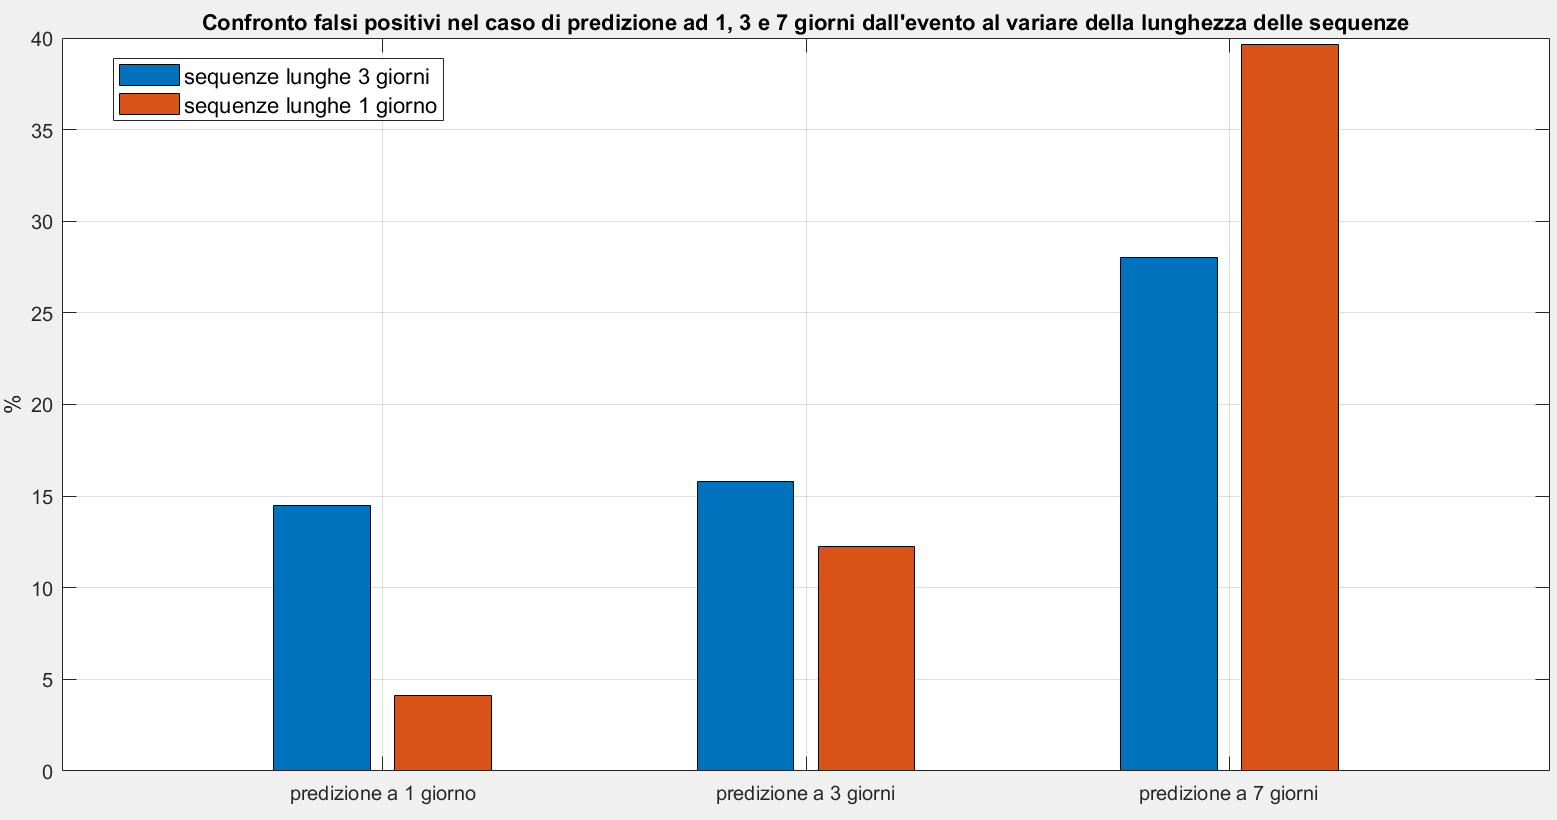 Confronto falsi positivi nel caso di predizione ad 1, 3 e 7 giorni dall'evento al variare della lunghezza delle sequenze
sequenze lunghe 3 giorni
sequenze lunghe 1 giorno
40
35
30
25
20
15
10
5
0
%
predizione a 1 giorno
predizione a 3 giorni
predizione a 7 giorni